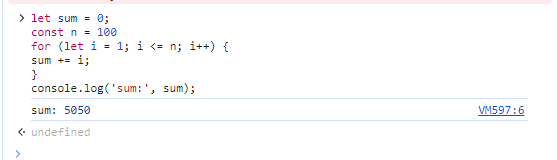 let sum = 0;
const n = 100
for (let i = 1; i <= n; i++) {
sum += i;
}
console.log('sum:', sum);
sum: 5050 VM597:6
undefined